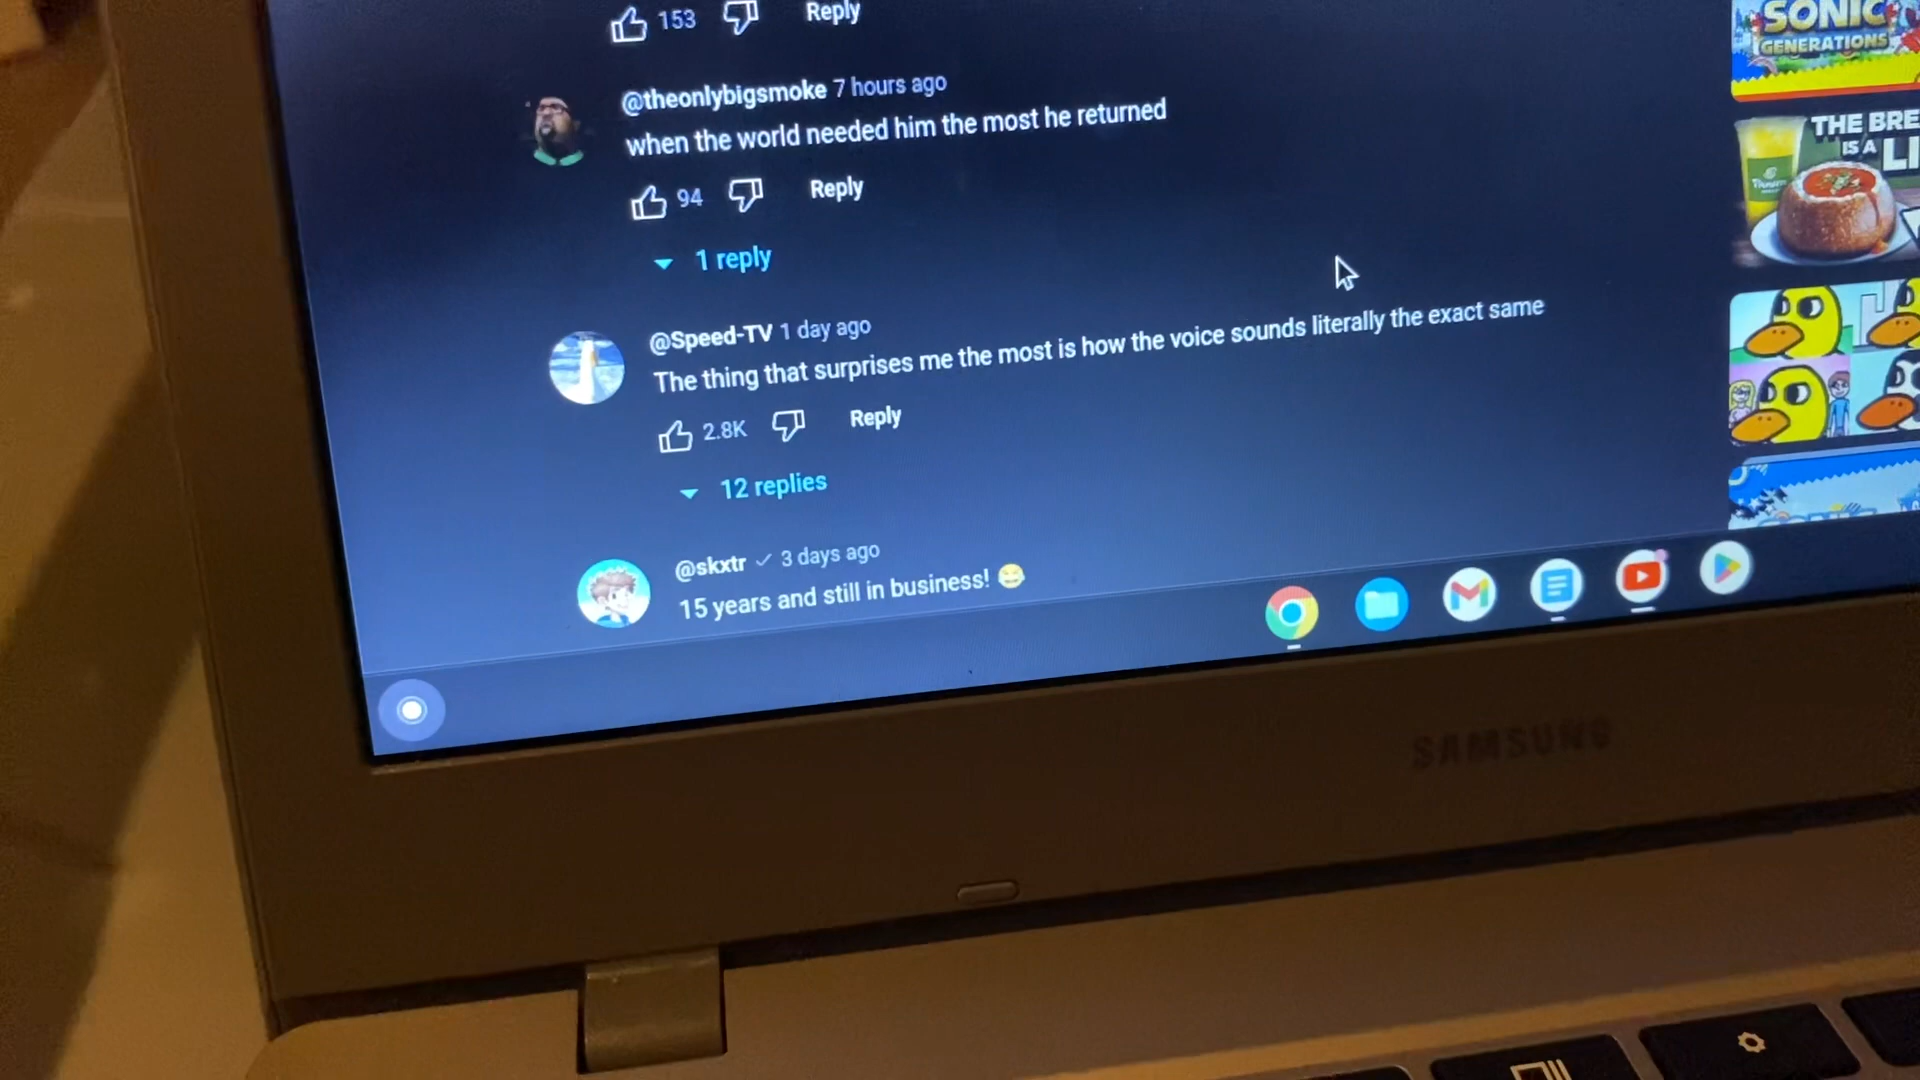 153 Reply
SONIC
GENERATIONS
@theonlybigsmoke 7 hours ago
when the world needed him the most he returned
94 Reply
1 reply
THE BRE
IS A LI
@Speed-TV 1 day ago
The thing that surprises me the most is how the voice sounds literally the exact same
2.8K Reply
12 replies
@skxtr 3 days ago
15 years and still in business! 😂
SAMSUNG